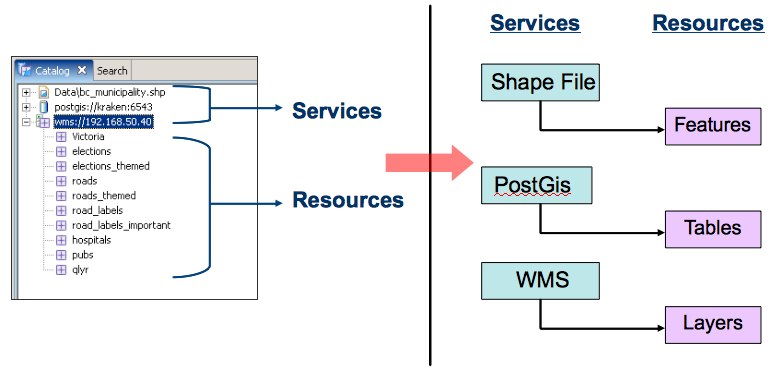 Catalog
Search
Data\bc_municipality.shp
postgis://kraken:6543
wms://192.168.50.40
Victoria
elections
elections_themed
roads
roads_themed
road_labels
road_labels_important
hospitals
pubs
qlyr
Services
Resources
Services
Resources
Shape File
Features
PostGis
Tables
WMS
Layers